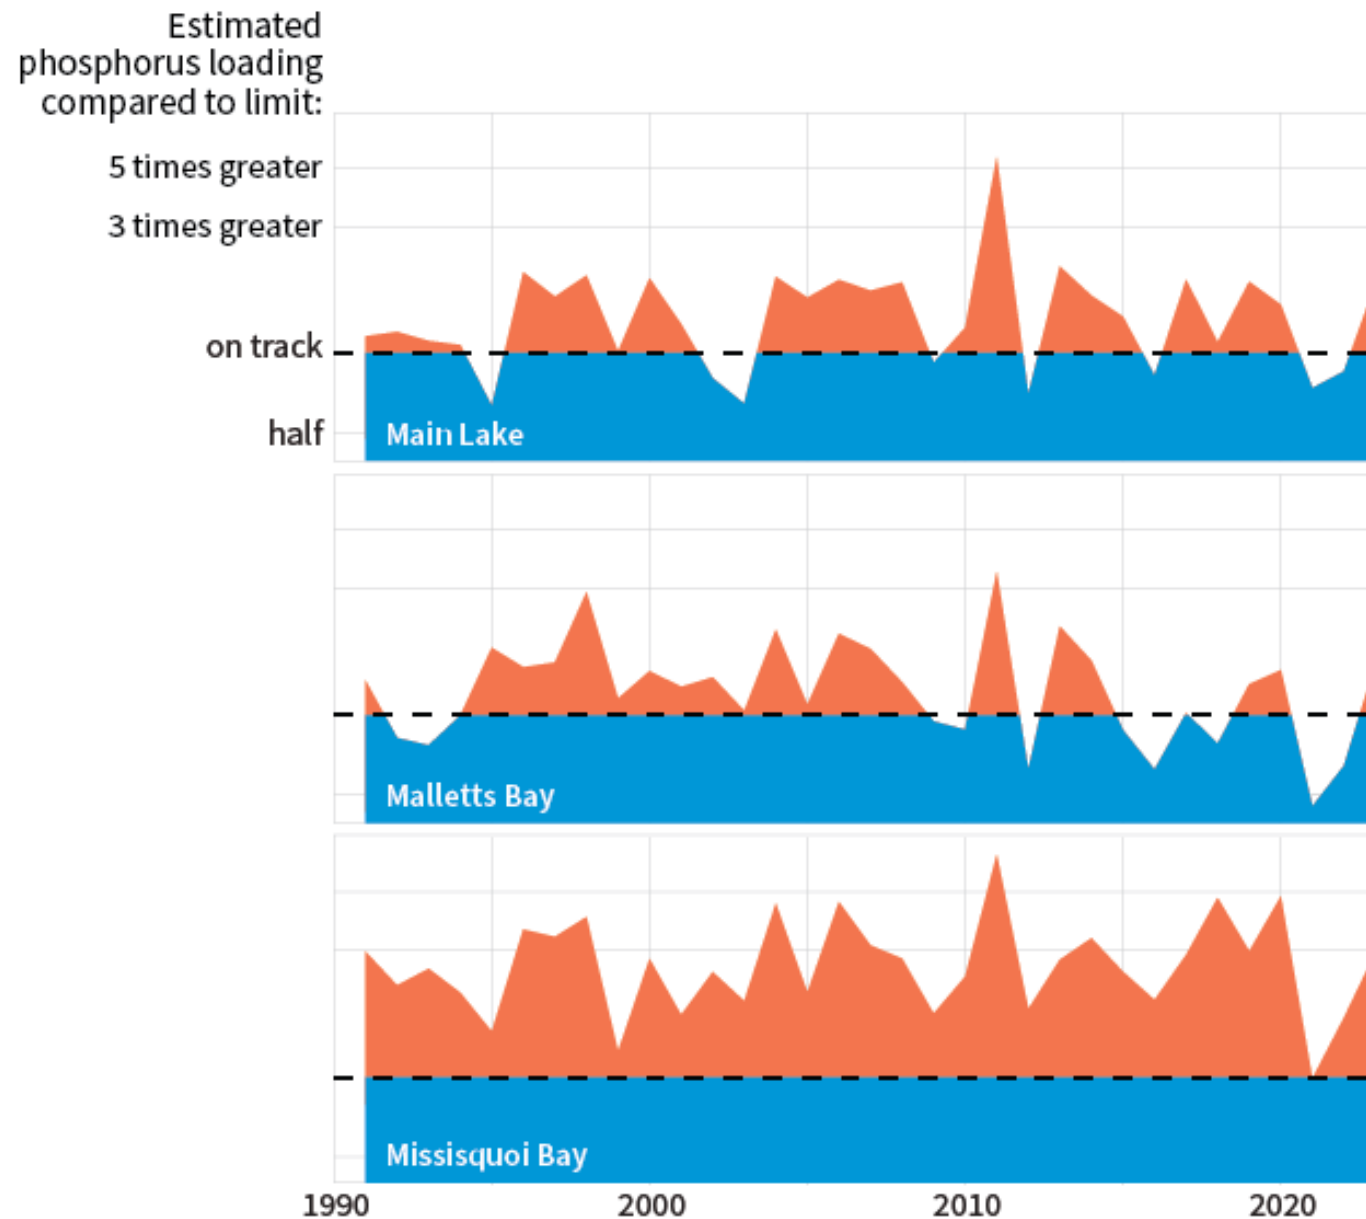 Estimated
phosphorus loading
compared to limit:
5 times greater
3 times greater
on track
half
Main Lake
Malletts Bay
Missisquoi Bay
1990 2000 2010 2020